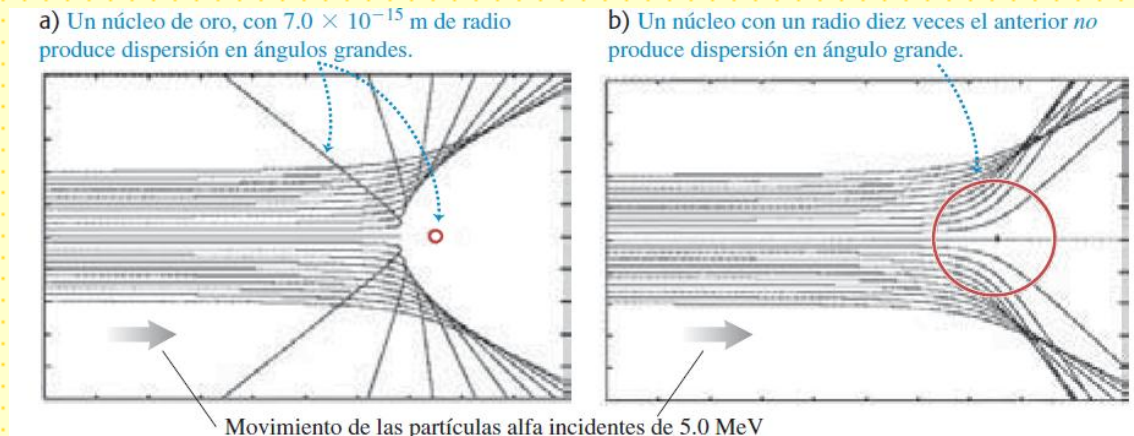 a) Un núcleo de oro, con 7.0 × 10⁻¹⁵ m de radio
produce dispersión en ángulos grandes.
b) Un núcleo con un radio diez veces el anterior no
produce dispersión en ángulo grande.
Movimiento de las partículas alfa incidentes de 5.0 MeV